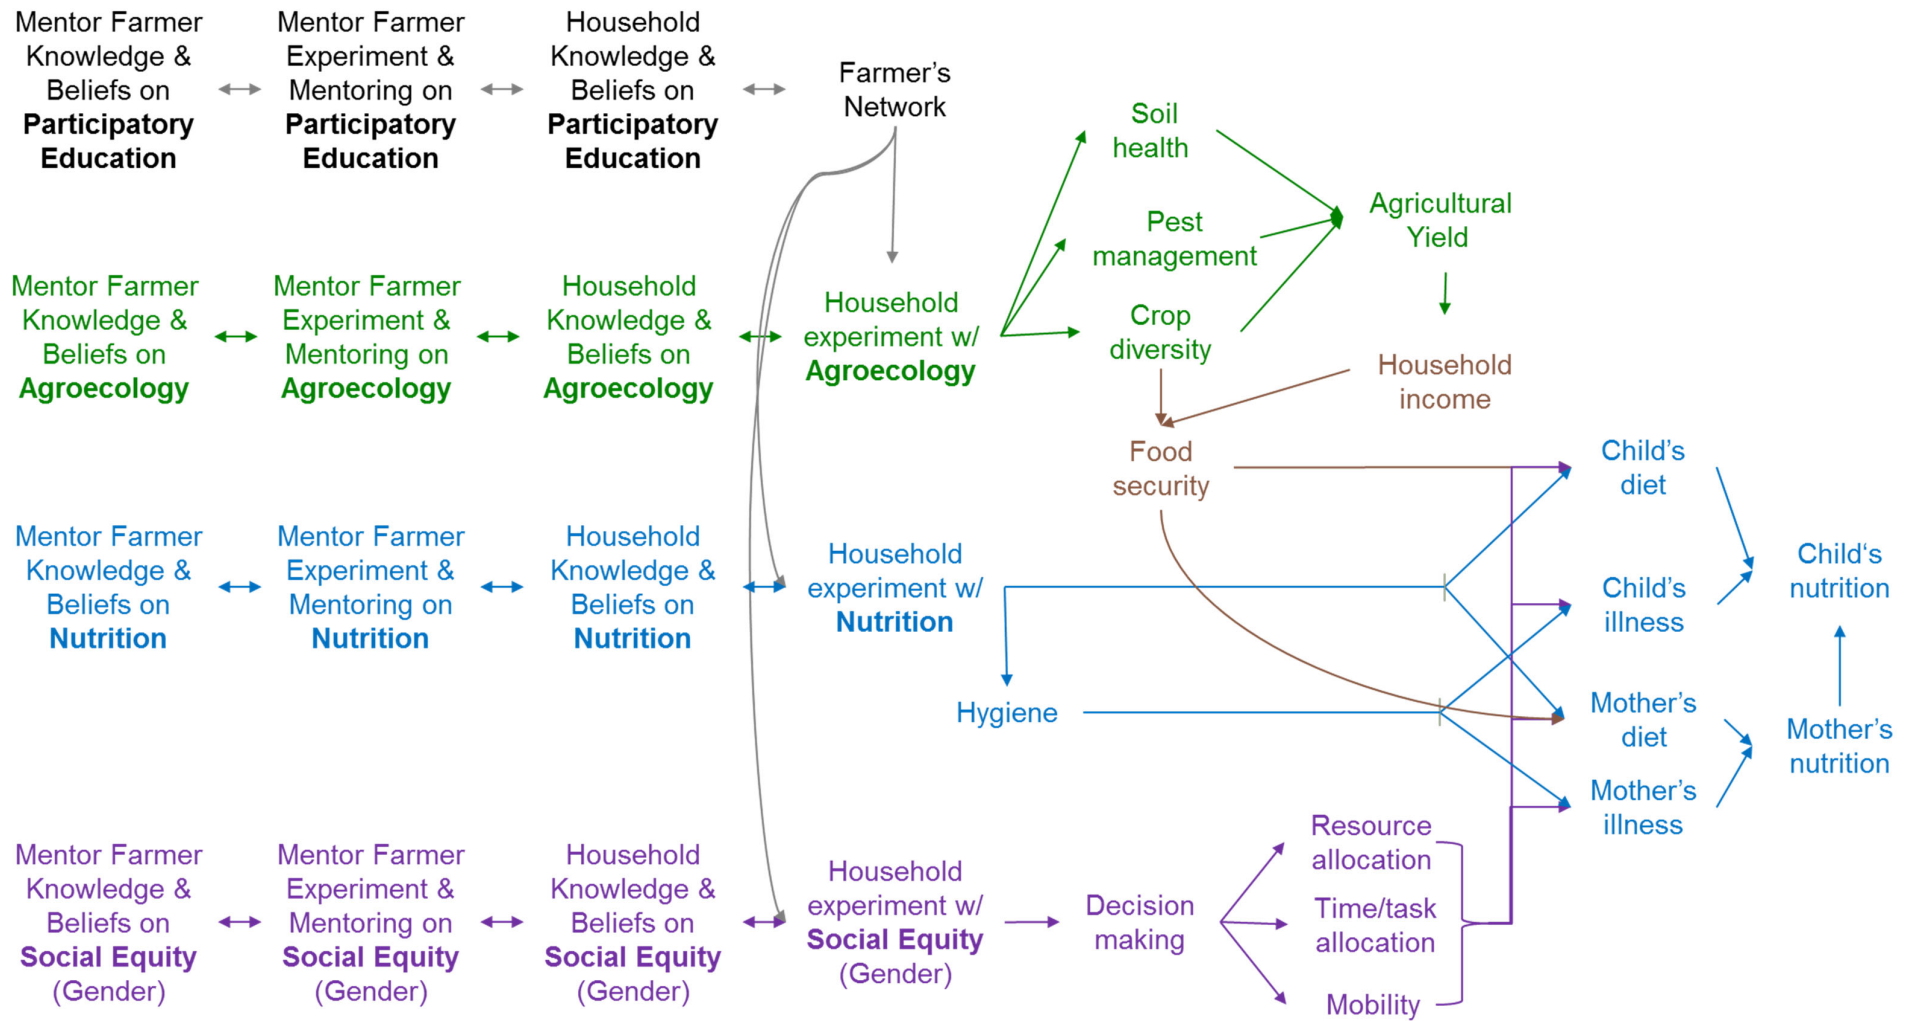 Mentor Farmer
Knowledge &
Beliefs on
Participatory
Education
Mentor Farmer
Experiment &
Mentoring on
Participatory
Education
Household
Knowledge &
Beliefs on
Participatory
Education
Farmer’s
Network
Mentor Farmer
Knowledge &
Beliefs on
Agroecology
Mentor Farmer
Experiment &
Mentoring on
Agroecology
Household
Knowledge &
Beliefs on
Agroecology
Household
experiment w/
Agroecology
Soil
health
Pest
management
Crop
diversity
Agricultural
Yield
Household
income
Food
security
Mentor Farmer
Knowledge &
Beliefs on
Nutrition
Mentor Farmer
Experiment &
Mentoring on
Nutrition
Household
Knowledge &
Beliefs on
Nutrition
Household
experiment w/
Nutrition
Hygiene
Child’s
diet
Child’s
illness
Mother’s
diet
Mother’s
illness
Child‘s
nutrition
Mother’s
nutrition
Mentor Farmer
Knowledge &
Beliefs on
Social Equity
(Gender)
Mentor Farmer
Experiment &
Mentoring on
Social Equity
(Gender)
Household
Knowledge &
Beliefs on
Social Equity
(Gender)
Household
experiment w/
Social Equity
(Gender)
Decision
making
Resource
allocation
Time/task
allocation
Mobility